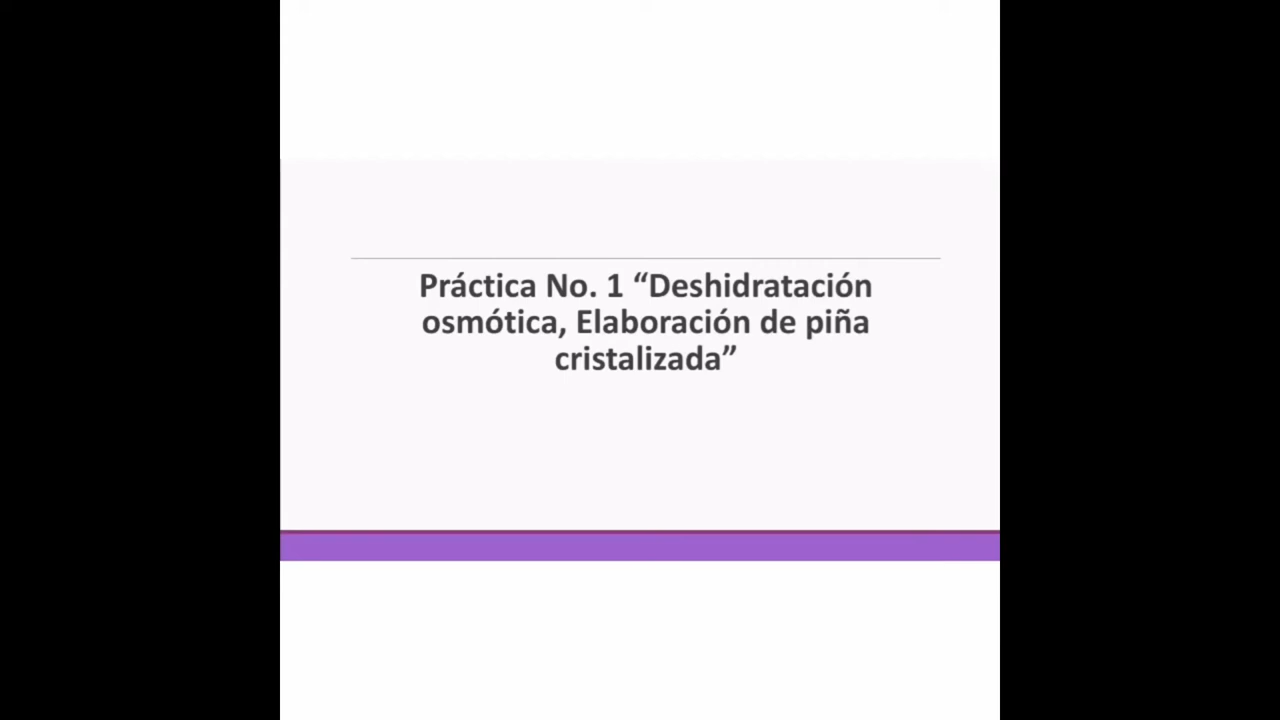 Práctica No. 1 “Deshidratación
osmótica, Elaboración de piña
cristalizada”